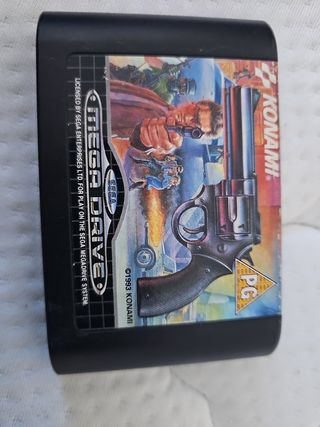 KONAMI®
PG
©1993 KONAMI
SEGA
MEGA DRIVE
LICENSED BY SEGA ENTERPRISES LTD. FOR PLAY ON THE SEGA MEGADRIVE SYSTEM.